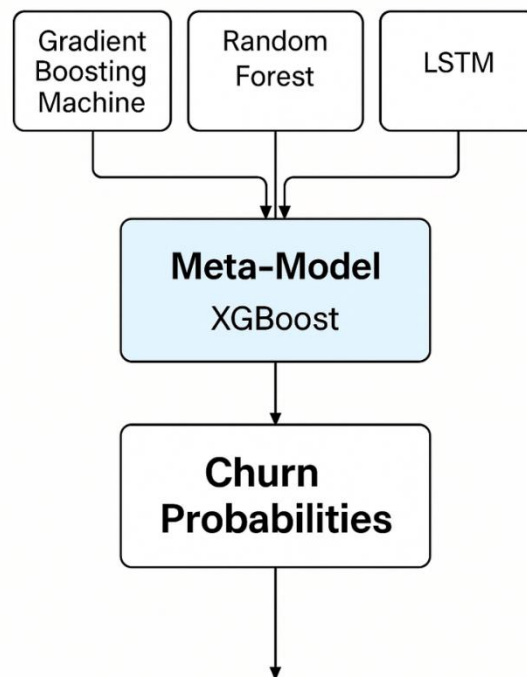 Gradient
Boosting
Machine
Random
Forest
LSTM
Meta-Model
XGBoost
Churn
Probabilities